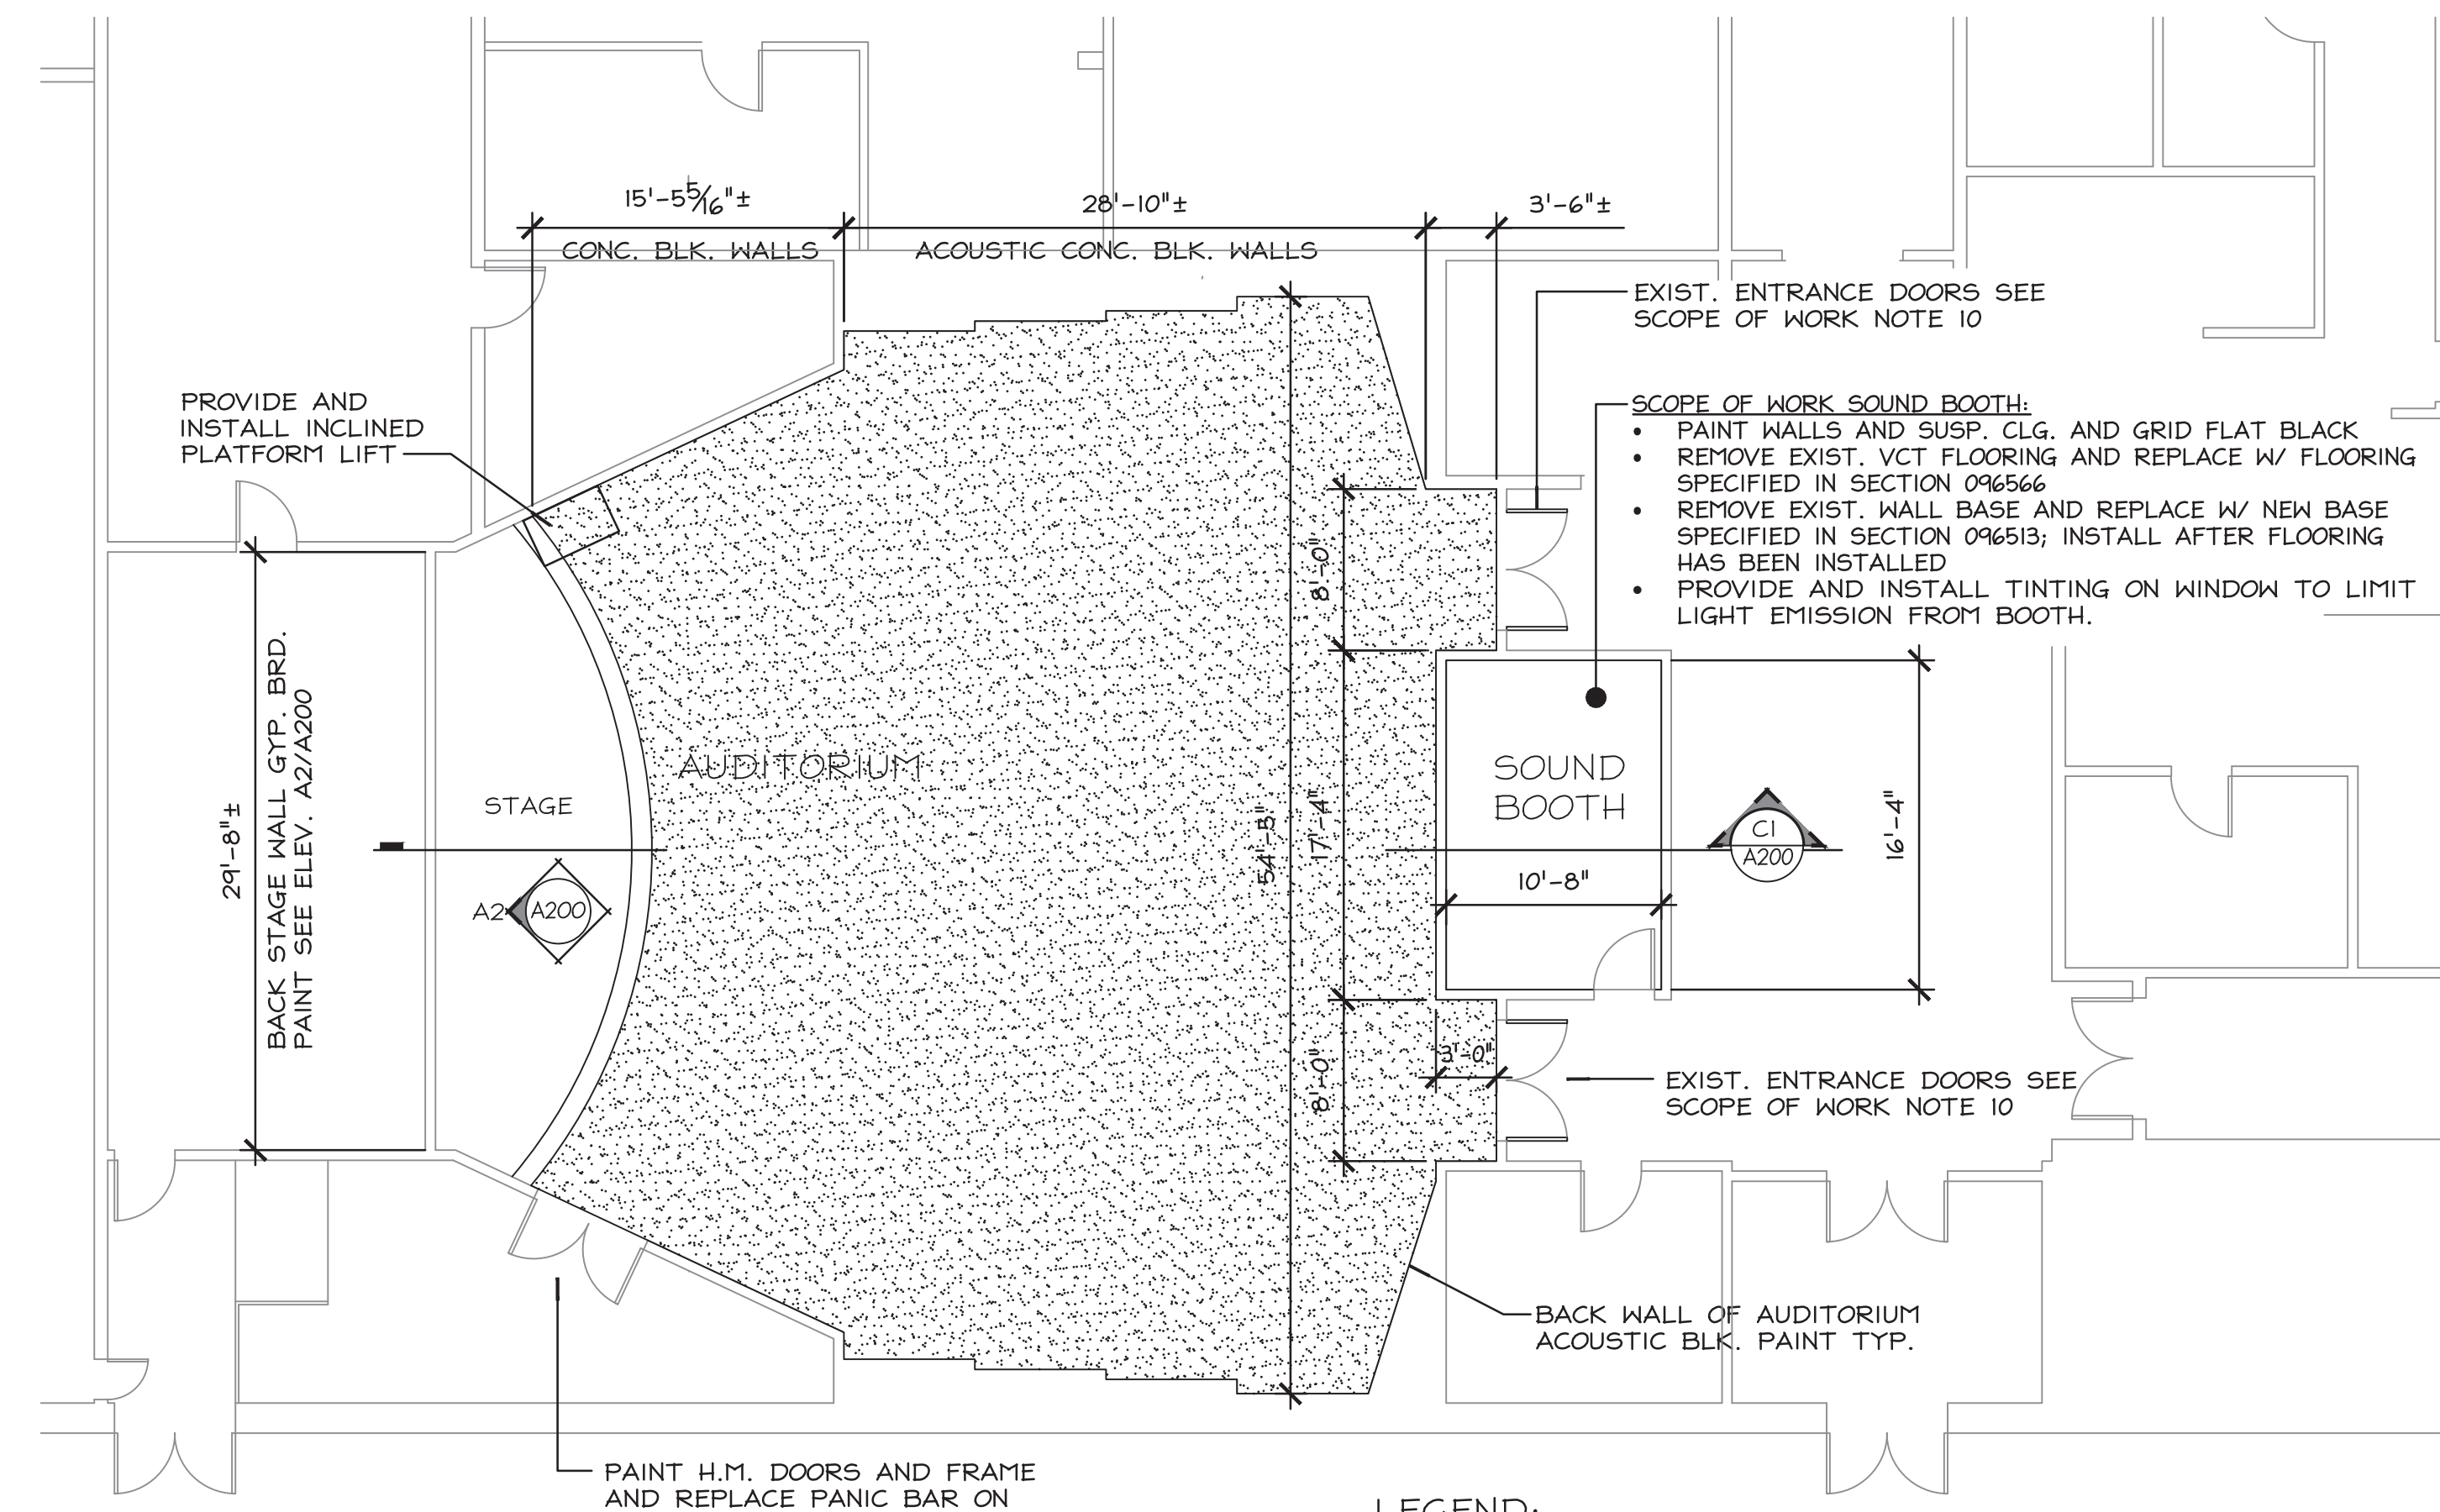 15'-5 5/16"±
28'-10"±
3'-6"±
CONC. BLK. WALLS
ACOUSTIC CONC. BLK. WALLS
EXIST. ENTRANCE DOORS SEE
SCOPE OF WORK NOTE 10
PROVIDE AND
INSTALL INCLINED
PLATFORM LIFT
SCOPE OF WORK SOUND BOOTH:
• PAINT WALLS AND SUSP. CLG. AND GRID FLAT BLACK
• REMOVE EXIST. VCT FLOORING AND REPLACE W/ FLOORING
SPECIFIED IN SECTION 096566
• REMOVE EXIST. WALL BASE AND REPLACE W/ NEW BASE
SPECIFIED IN SECTION 096513; INSTALL AFTER FLOORING
HAS BEEN INSTALLED
• PROVIDE AND INSTALL TINTING ON WINDOW TO LIMIT
LIGHT EMISSION FROM BOOTH.
8'-0"
29'-8"±
BACK STAGE WALL GYP. BRD.
PAINT SEE ELEV. A2/A200
STAGE
A2
A200
AUDITORIUM
54'-5"
17'-4"
SOUND
BOOTH
10'-8"
C1
A200
16'-4"
8'-0"
3'-0"
EXIST. ENTRANCE DOORS SEE
SCOPE OF WORK NOTE 10
BACK WALL OF AUDITORIUM
ACOUSTIC BLK. PAINT TYP.
PAINT H.M. DOORS AND FRAME
AND REPLACE PANIC BAR ON
LEGEND: